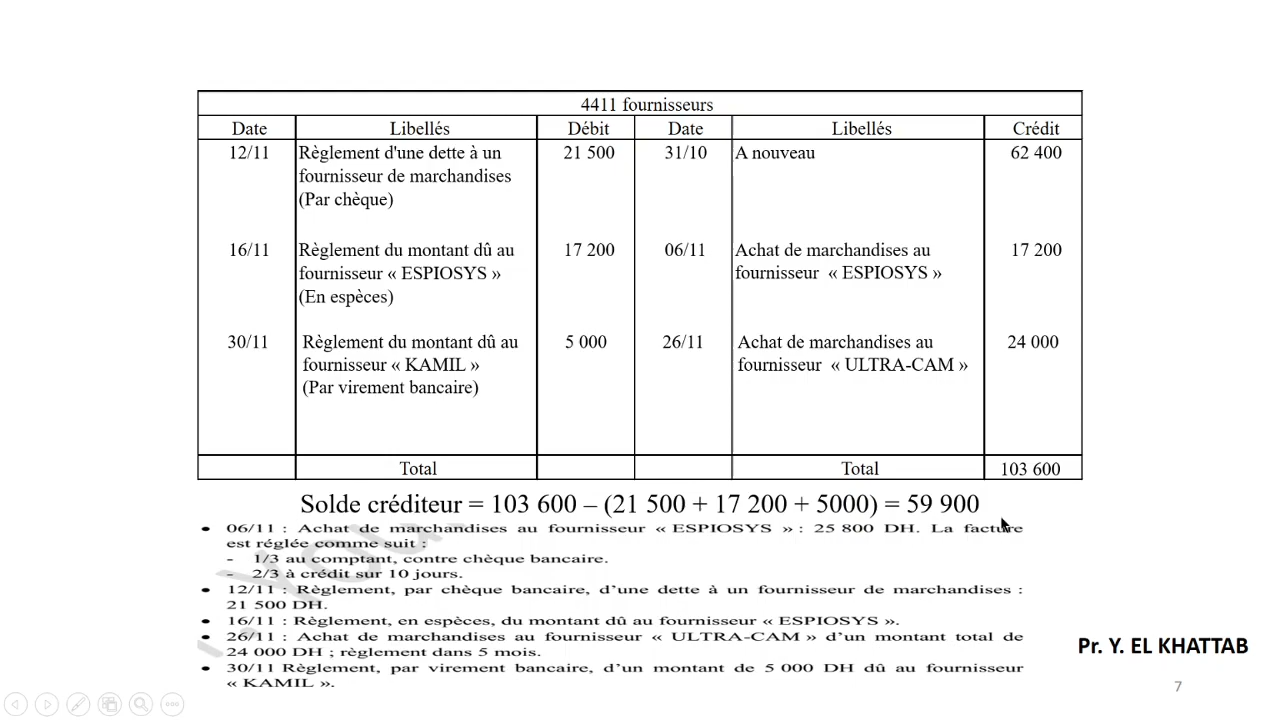 4411 fournisseurs
Date Libellés Débit Date Libellés Crédit
12/11 Règlement d'une dette à un 21 500 31/10 A nouveau 62 400
fournisseur de marchandises
(Par chèque)
16/11 Règlement du montant dû au 17 200 06/11 Achat de marchandises au 17 200
fournisseur « ESPIOSYS » fournisseur « ESPIOSYS »
(En espèces)
30/11 Règlement du montant dû au 5 000 26/11 Achat de marchandises au 24 000
fournisseur « KAMIL » fournisseur « ULTRA-CAM »
(Par virement bancaire)
Total Total 103 600
Solde créditeur = 103 600 – (21 500 + 17 200 + 5000) = 59 900
• 06/11 : Achat de marchandises au fournisseur « ESPIOSYS » : 25 800 DH. La facture
est réglée comme suit :
- 1/3 au comptant, contre chèque bancaire.
- 2/3 à crédit sur 10 jours.
• 12/11 : Règlement, par chèque bancaire, d'une dette à un fournisseur de marchandises :
21 500 DH.
• 16/11 : Règlement, en espèces, du montant dû au fournisseur « ESPIOSYS ».
• 26/11 : Achat de marchandises au fournisseur « ULTRA-CAM » d'un montant total de
24 000 DH ; règlement dans 5 mois.
• 30/11 Règlement, par virement bancaire, d'un montant de 5 000 DH dû au fournisseur
« KAMIL ».
Pr. Y. EL KHATTAB
7